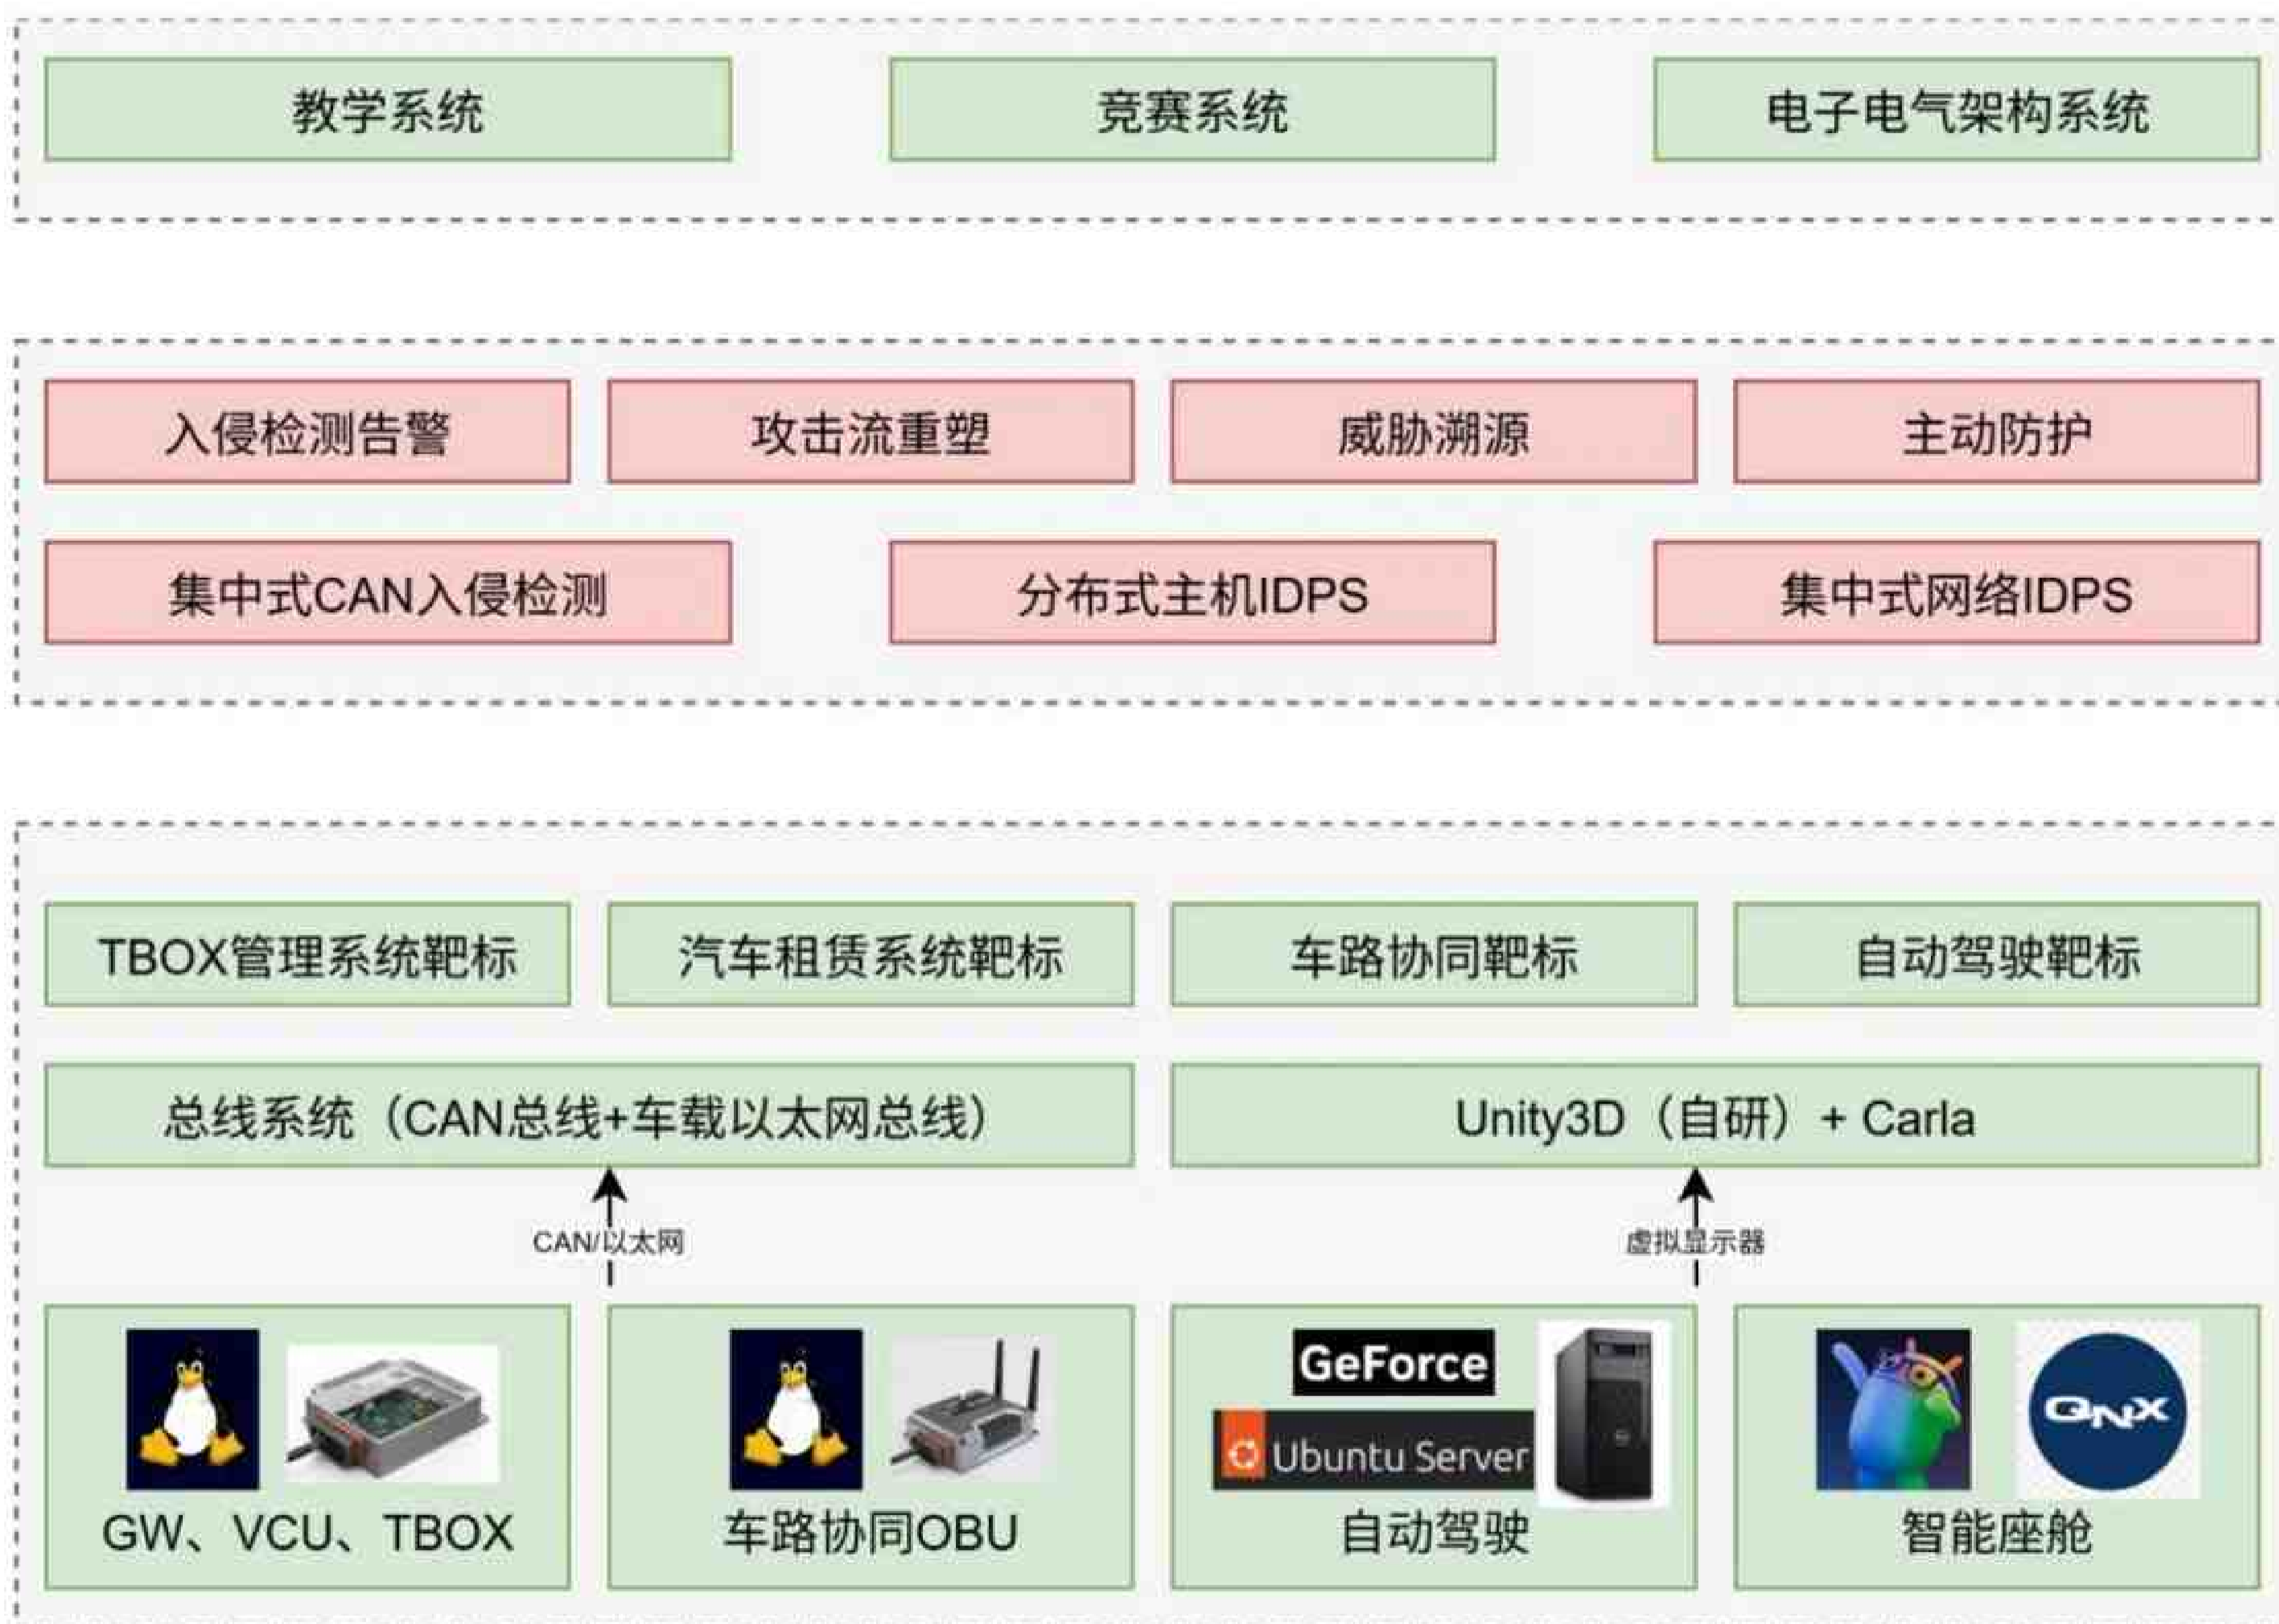 教学系统
竞赛系统
电子电气架构系统
入侵检测告警
攻击流重塑
威胁溯源
主动防护
集中式CAN入侵检测
分布式主机IDPS
集中式网络IDPS
TBOX管理系统靶标
汽车租赁系统靶标
车路协同靶标
自动驾驶靶标
总线系统（CAN总线+车载以太网总线）
Unity3D（自研）+ Carla
CAN/以太网
虚拟显示器
GW、VCU、TBOX
车路协同OBU
GeForce
Ubuntu Server
自动驾驶
QNX
智能座舱